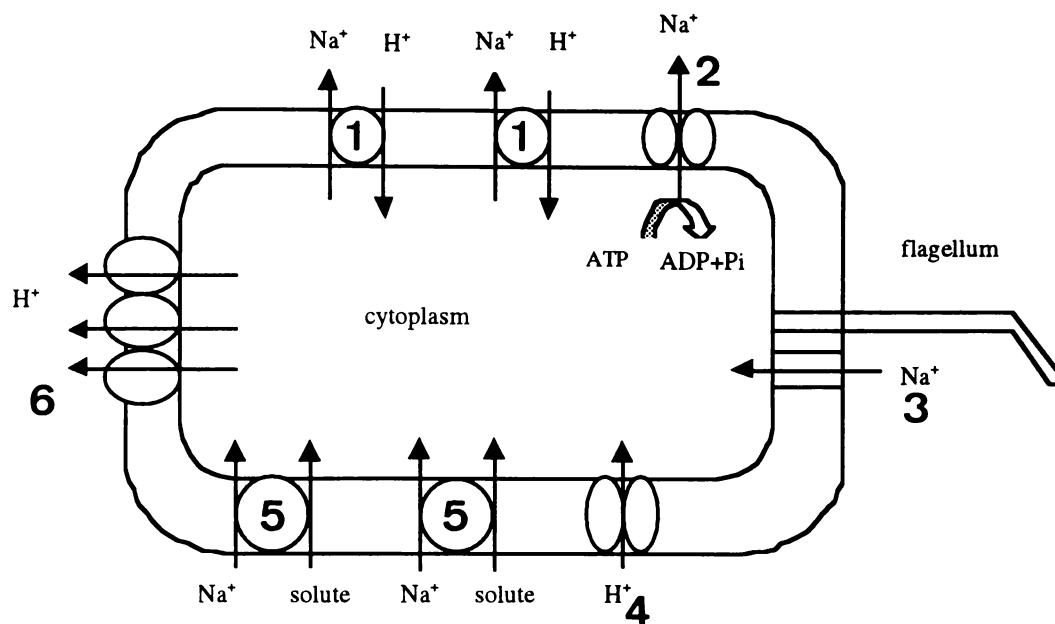 Na⁺
Na⁺ H⁺ Na⁺ H⁺
2
1 1
ATP ADP+Pi
flagellum
H⁺
cytoplasm
Na⁺
6
3
5 5
Na⁺ solute Na⁺ solute H⁺
4